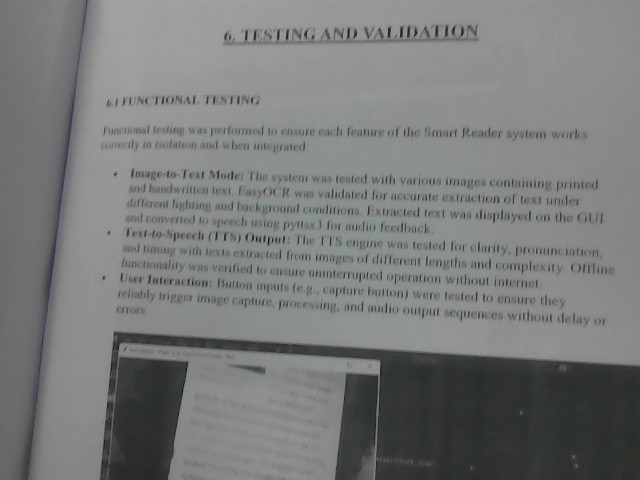 6. TESTING AND VALIDATION
6.1 FUNCTIONAL TESTING
Functional testing was performed to ensure each feature of the Smart Reader system works
correctly in isolation and when integrated:
• Image-to-Text Mode: The system was tested with various images containing printed
and handwritten text. EasyOCR was validated for accurate extraction of text under
different lighting and background conditions. Extracted text was displayed on the GUI
and converted to speech using pyttsx3 for audio feedback.
• Text-to-Speech (TTS) Output: The TTS engine was tested for clarity, pronunciation,
and timing with texts extracted from images of different lengths and complexity. Offline
functionality was verified to ensure uninterrupted operation without internet.
• User Interaction: Button inputs (e.g., capture button) were tested to ensure they
reliably trigger image capture, processing, and audio output sequences without delay or
errors.